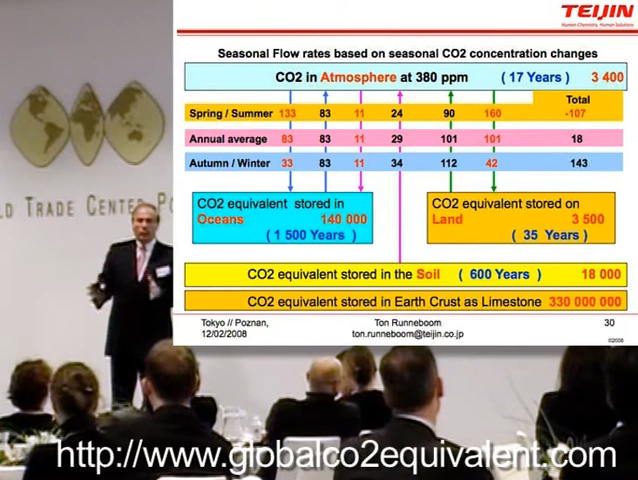 TEIJIN
Human Chemistry, Human Solutions
Seasonal Flow rates based on seasonal CO2 concentration changes
CO2 in Atmosphere at 380 ppm ( 17 Years ) 3 400
Total
Spring / Summer 133 83 11 24 90 160 -107
Annual average 83 83 11 29 101 101 18
Autumn / Winter 33 83 11 34 112 42 143
CO2 equivalent stored in
Oceans 140 000
( 1 500 Years )
CO2 equivalent stored on
Land 3 500
( 35 Years )
CO2 equivalent stored in the Soil ( 600 Years ) 18 000
CO2 equivalent stored in Earth Crust as Limestone 330 000 000
Tokyo // Poznan,
12/02/2008
Ton Runneboom
ton.runneboom@teijin.co.jp
30
©2008
LD TRADE CENTER PO
http://www.globalco2equivalent.com